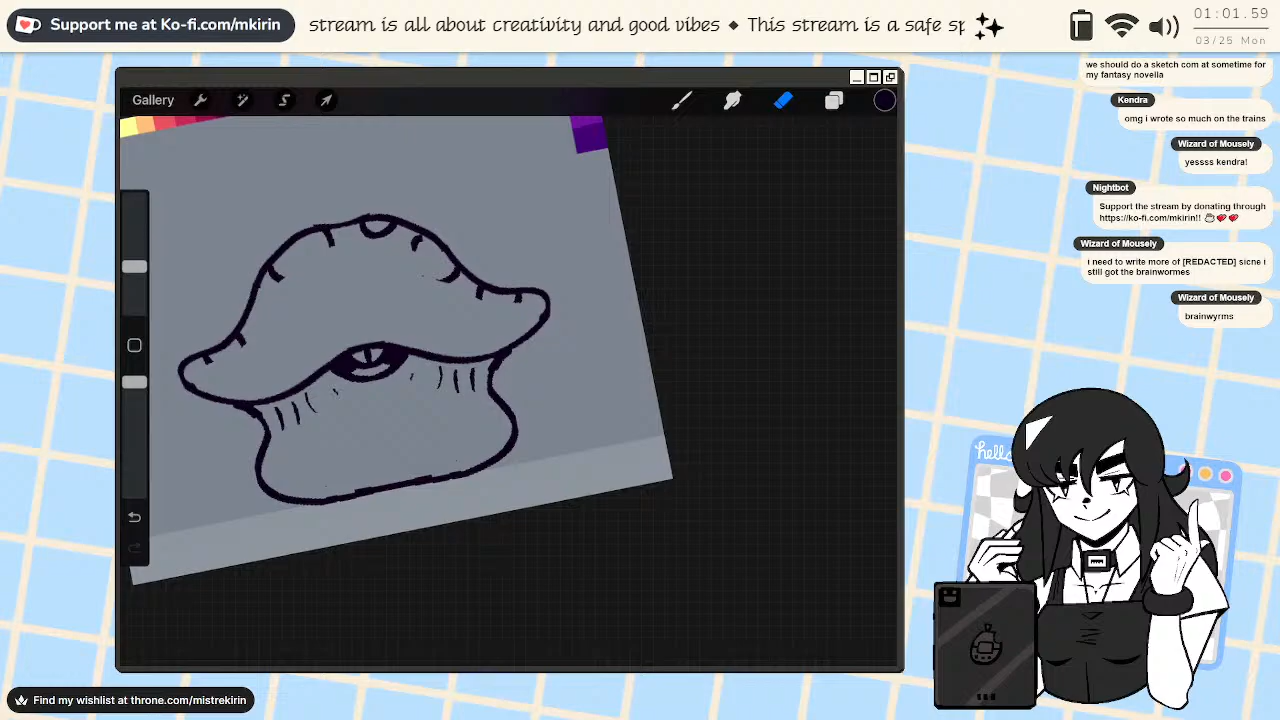 Support me at Ko-fi.com/mkirin
stream is all about creativity and good vibes ◆ This stream is a safe sp
01:01.59
03/25 Mon
Gallery
we should do a sketch com at sometime for
my fantasy novella
Kendra
omg i wrote so much on the trains
Wizard of Mousely
yessss kendra!
Nightbot
Support the stream by donating through
https://ko-fi.com/mkirin!! ☕❤️❤️
Wizard of Mousely
i need to write more of [REDACTED] sicne i
still got the brainwormes
Wizard of Mousely
brainwyrms
hello
Find my wishlist at throne.com/mistrekirin